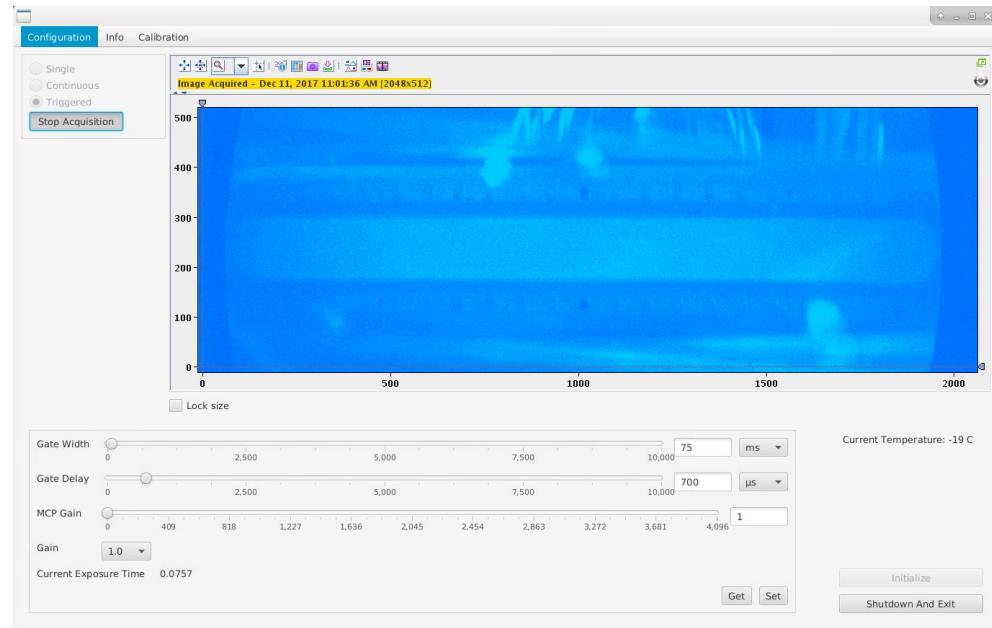 Configuration Info Calibration
Single
Continuous
Triggered
Stop Acquisition
Image Acquired - Dec 11, 2017 11:01:36 AM [2048x512]
500
400
300
200
100
0
0 500 1000 1500 2000
Lock size
Gate Width 75 ms
0 2,500 5,000 7,500 10,000
Gate Delay 700 µs
0 2,500 5,000 7,500 10,000
MCP Gain 1
0 409 818 1,227 1,636 2,045 2,454 2,863 3,272 3,681 4,096
Gain 1.0
Current Exposure Time 0.0757
Get Set
Current Temperature: -19 C
Initialize
Shutdown And Exit